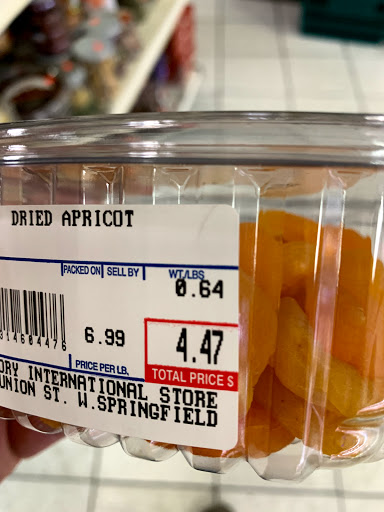 DRIED APRICOT
PACKED ON SELL BY WT/LBS
0.64
6.99 4.47
PRICE PER LB. TOTAL PRICE $
INTERNATIONAL STORE
UNION ST. W.SPRINGFIELD